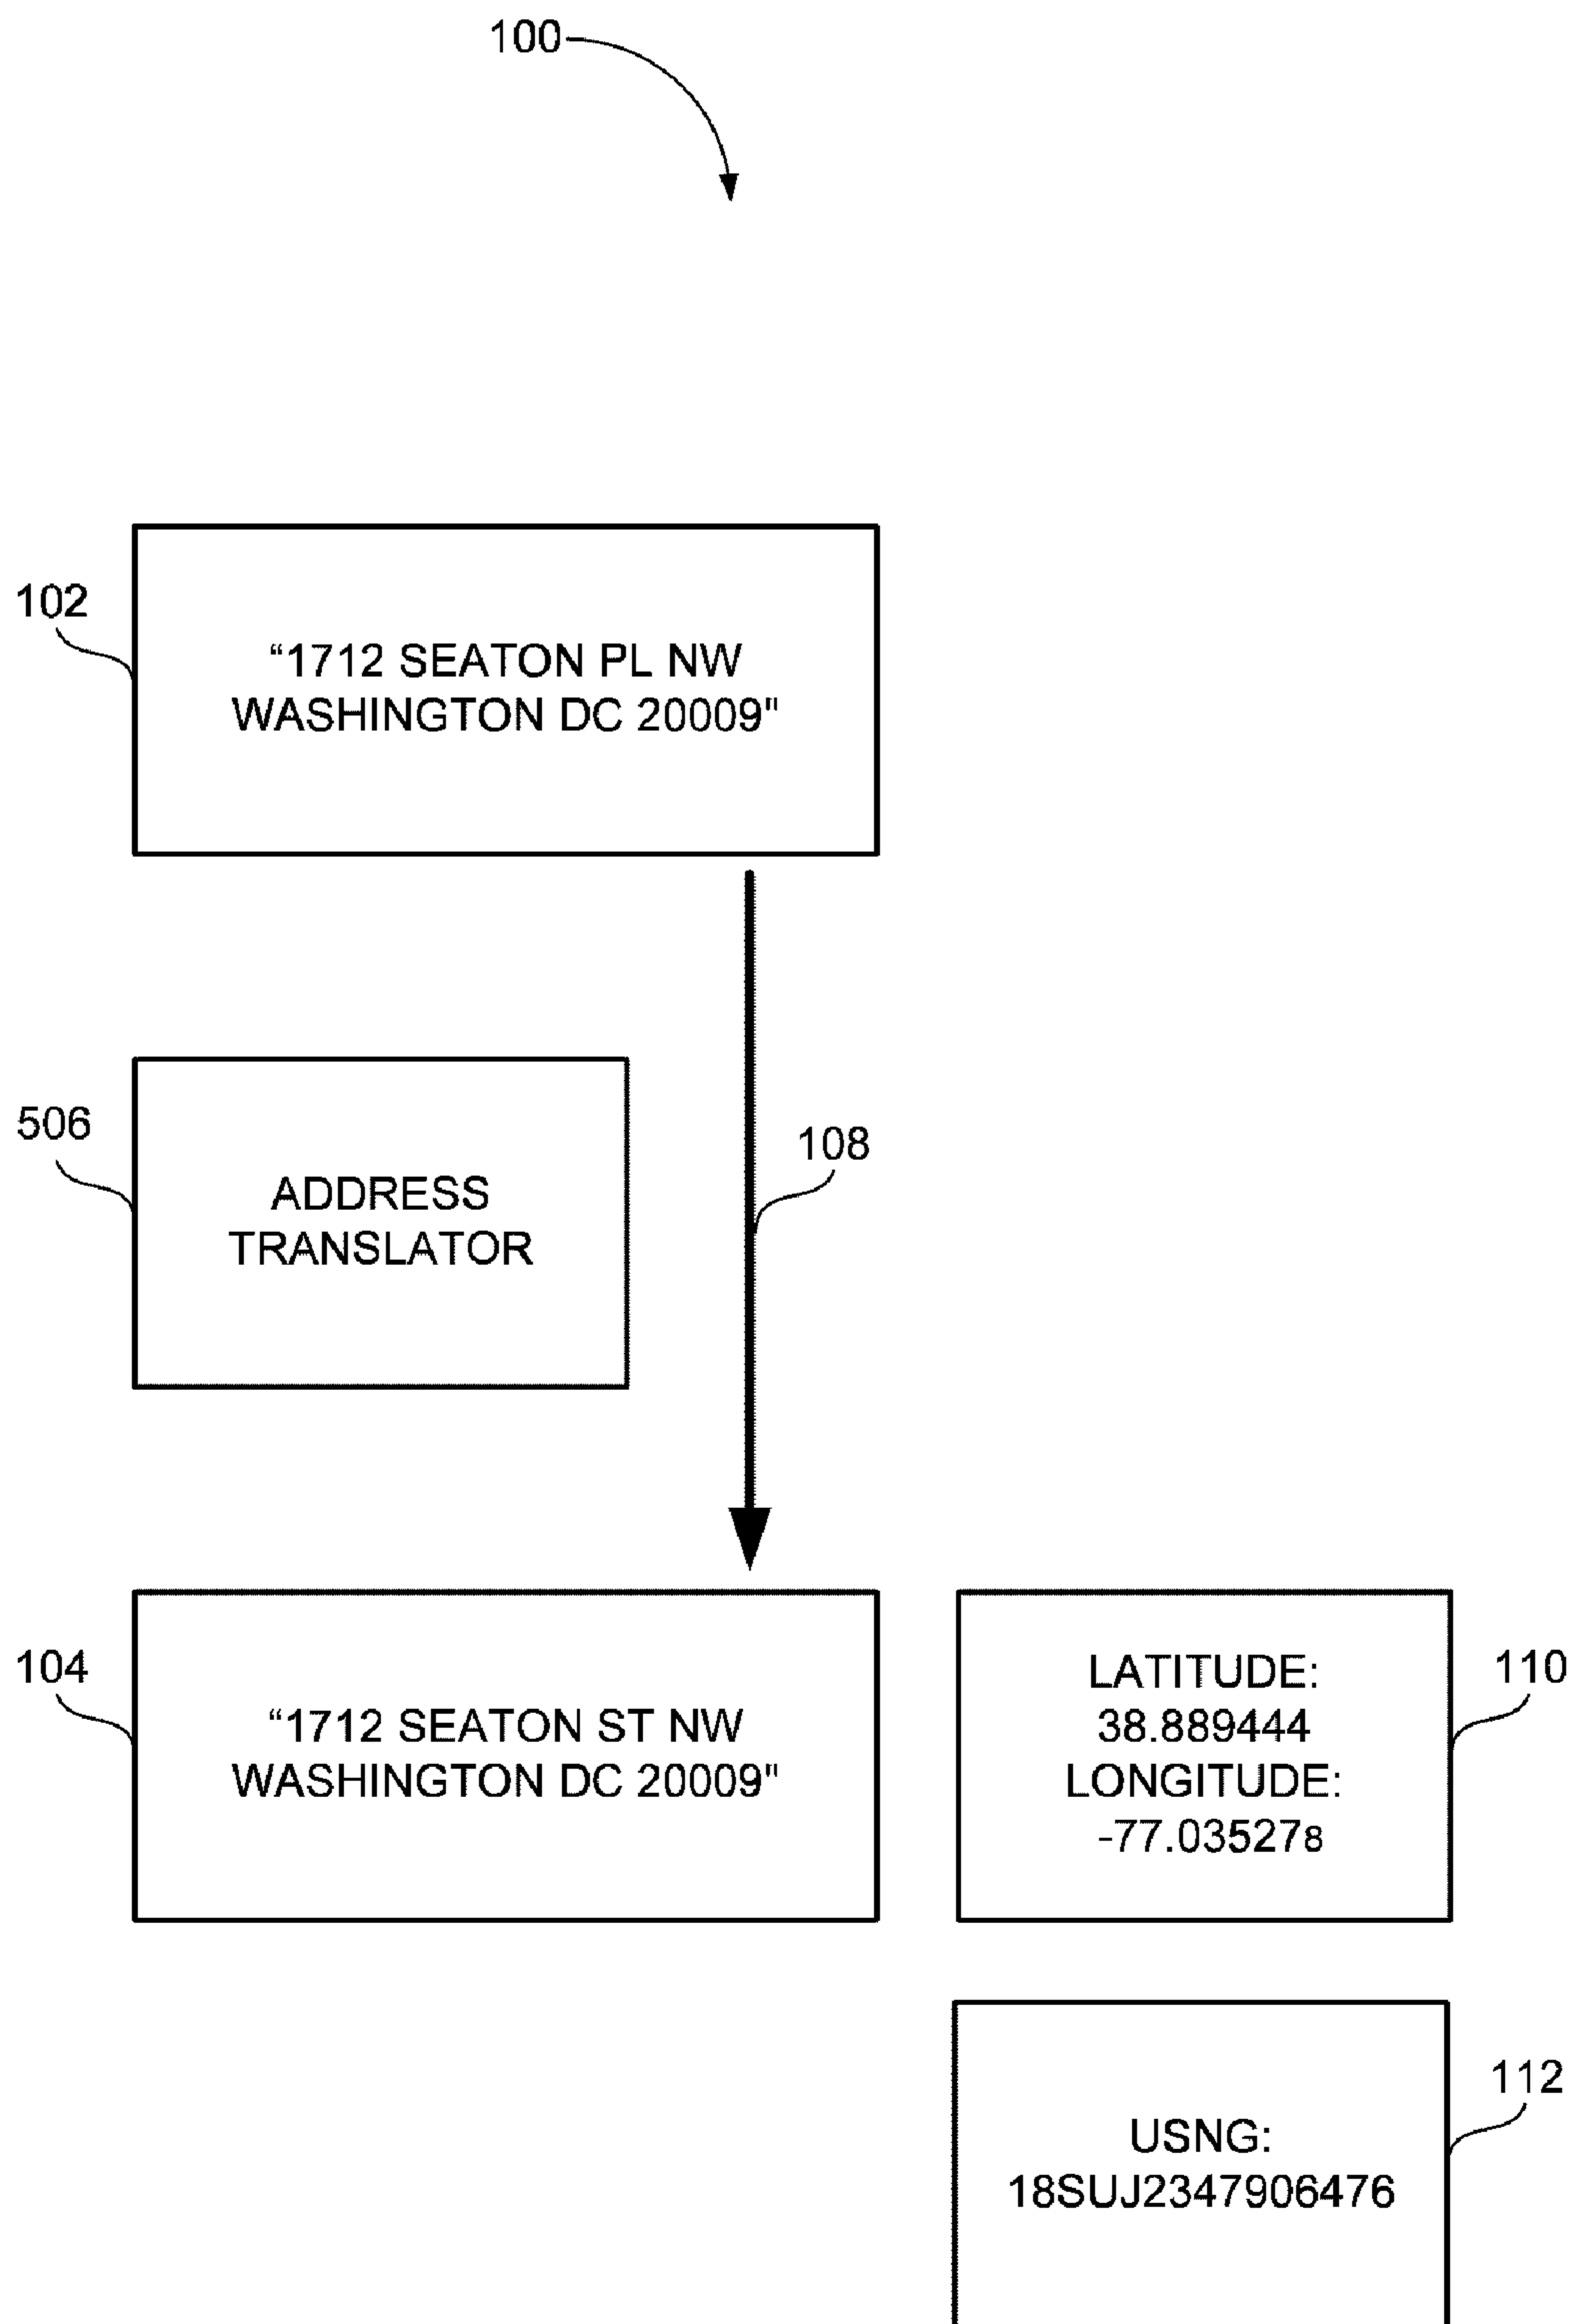 100
102
“1712 SEATON PL NW
WASHINGTON DC 20009"
506
ADDRESS
TRANSLATOR
108
104
“1712 SEATON ST NW
WASHINGTON DC 20009"
LATITUDE:
38.889444
LONGITUDE:
-77.035278
110
USNG:
18SUJ2347906476
112